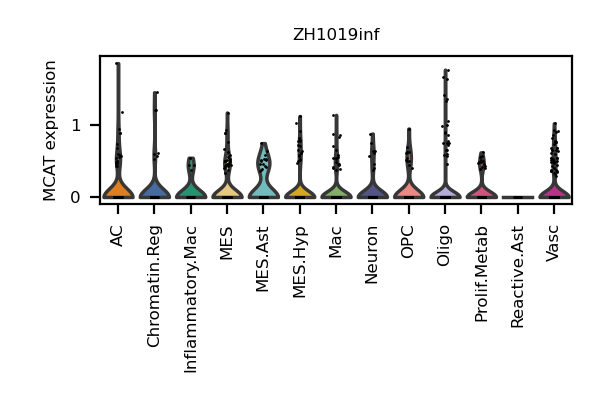 ZH1019inf
MCAT expression
1
0
AC
Chromatin.Reg
Inflammatory.Mac
MES
MES.Ast
MES.Hyp
Mac
Neuron
OPC
Oligo
Prolif.Metab
Reactive.Ast
Vasc